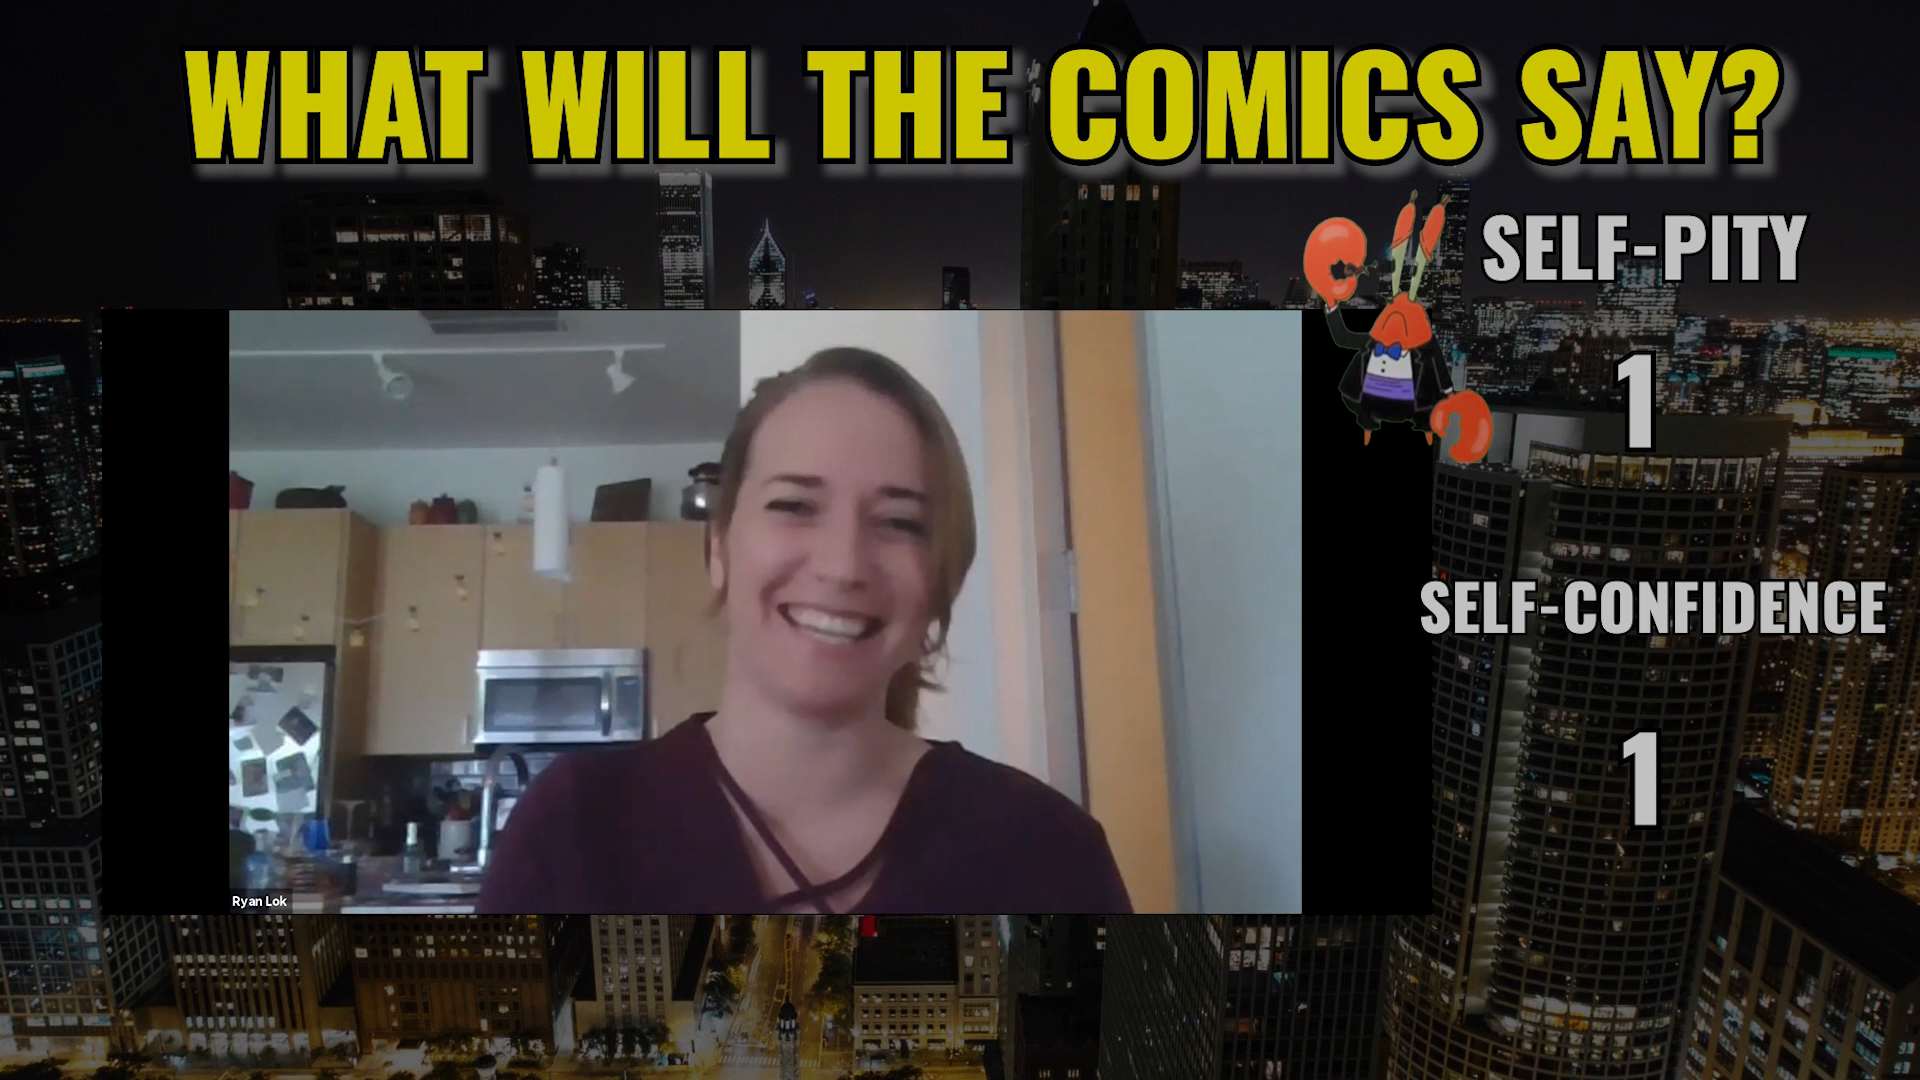 WHAT WILL THE COMICS SAY?
SELF-PITY
1
SELF-CONFIDENCE
1
Ryan Lok